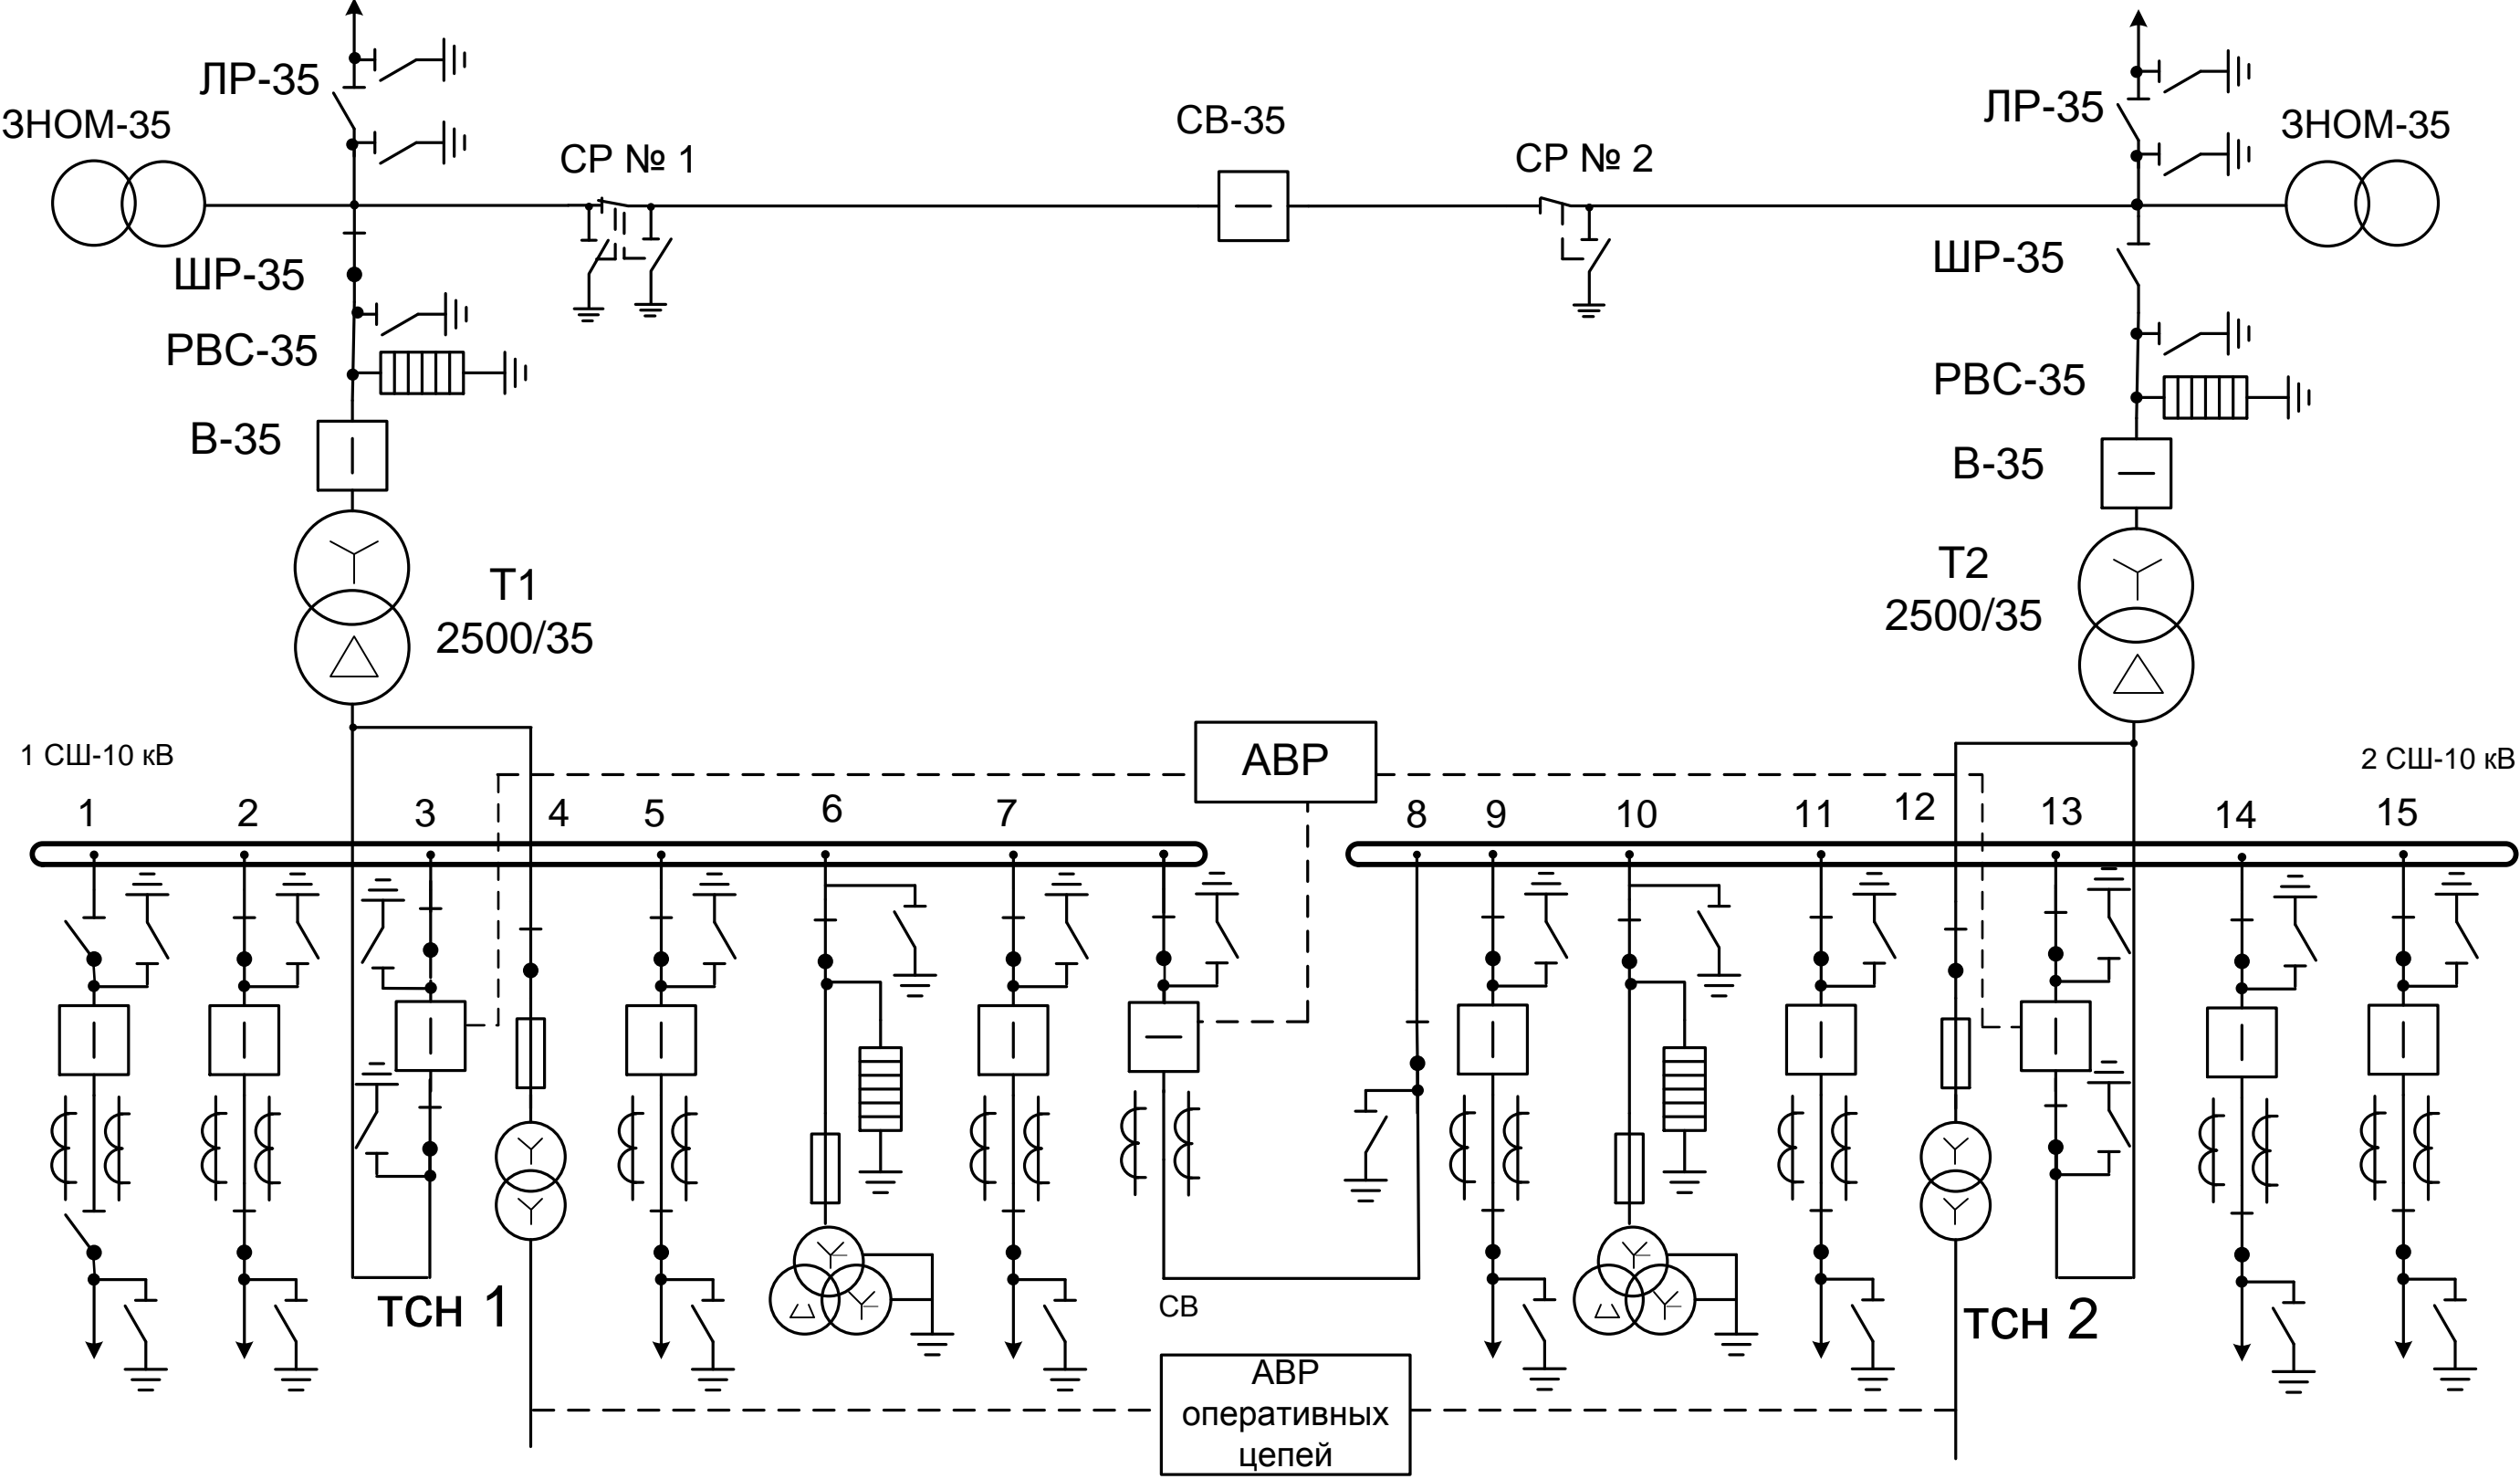 ЛР-35
ЗНОМ-35
СР № 1
СВ-35
СР № 2
ЛР-35
ЗНОМ-35
ШР-35
ШР-35
РВС-35
РВС-35
В-35
В-35
Т1
2500/35
Т2
2500/35
1 СШ-10 кВ
АВР
2 СШ-10 кВ
1
2
3
4
5
6
7
8
9
10
11
12
13
14
15
тсн 1
СВ
тсн 2
АВР
оперативных
цепей